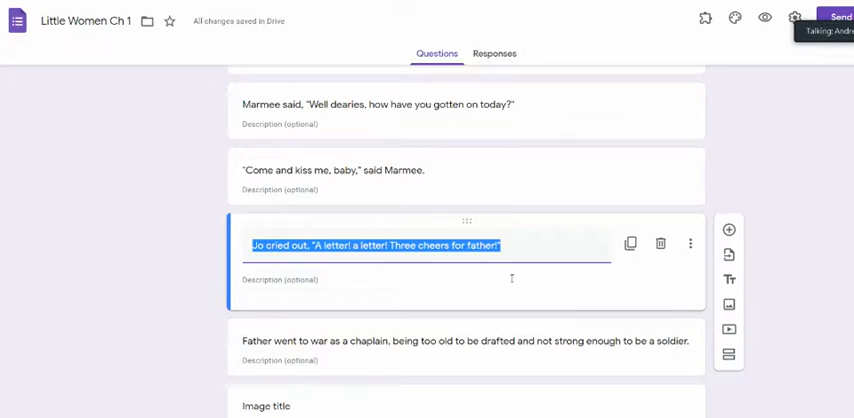 Little Women Ch 1
All changes saved in Drive
Send
Talking: Andre
Questions
Responses
Marmee said, "Well dearies, how have you gotten on today?"
Description (optional)
"Come and kiss me, baby," said Marmee.
Description (optional)
Jo cried out, "A letter! a letter! Three cheers for father!"
Description (optional)
Tт
Father went to war as a chaplain, being too old to be drafted and not strong enough to be a soldier.
Description (optional)
Image title